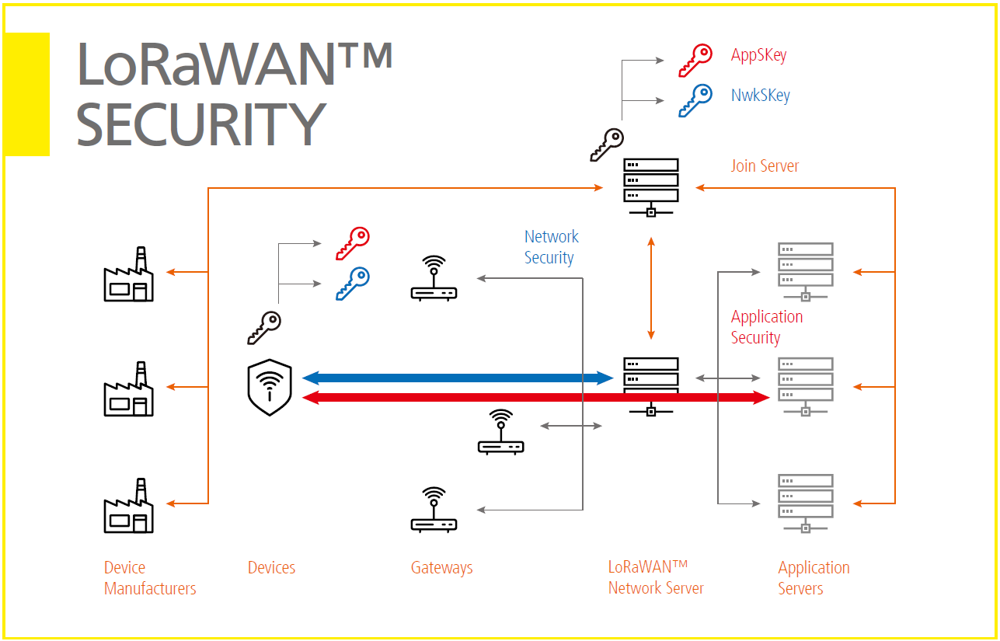 LoRaWAN™
SECURITY
AppSKey
NwkSKey
Join Server
Network
Security
Application
Security
Device
Manufacturers
Devices
Gateways
LoRaWAN™
Network Server
Application
Servers